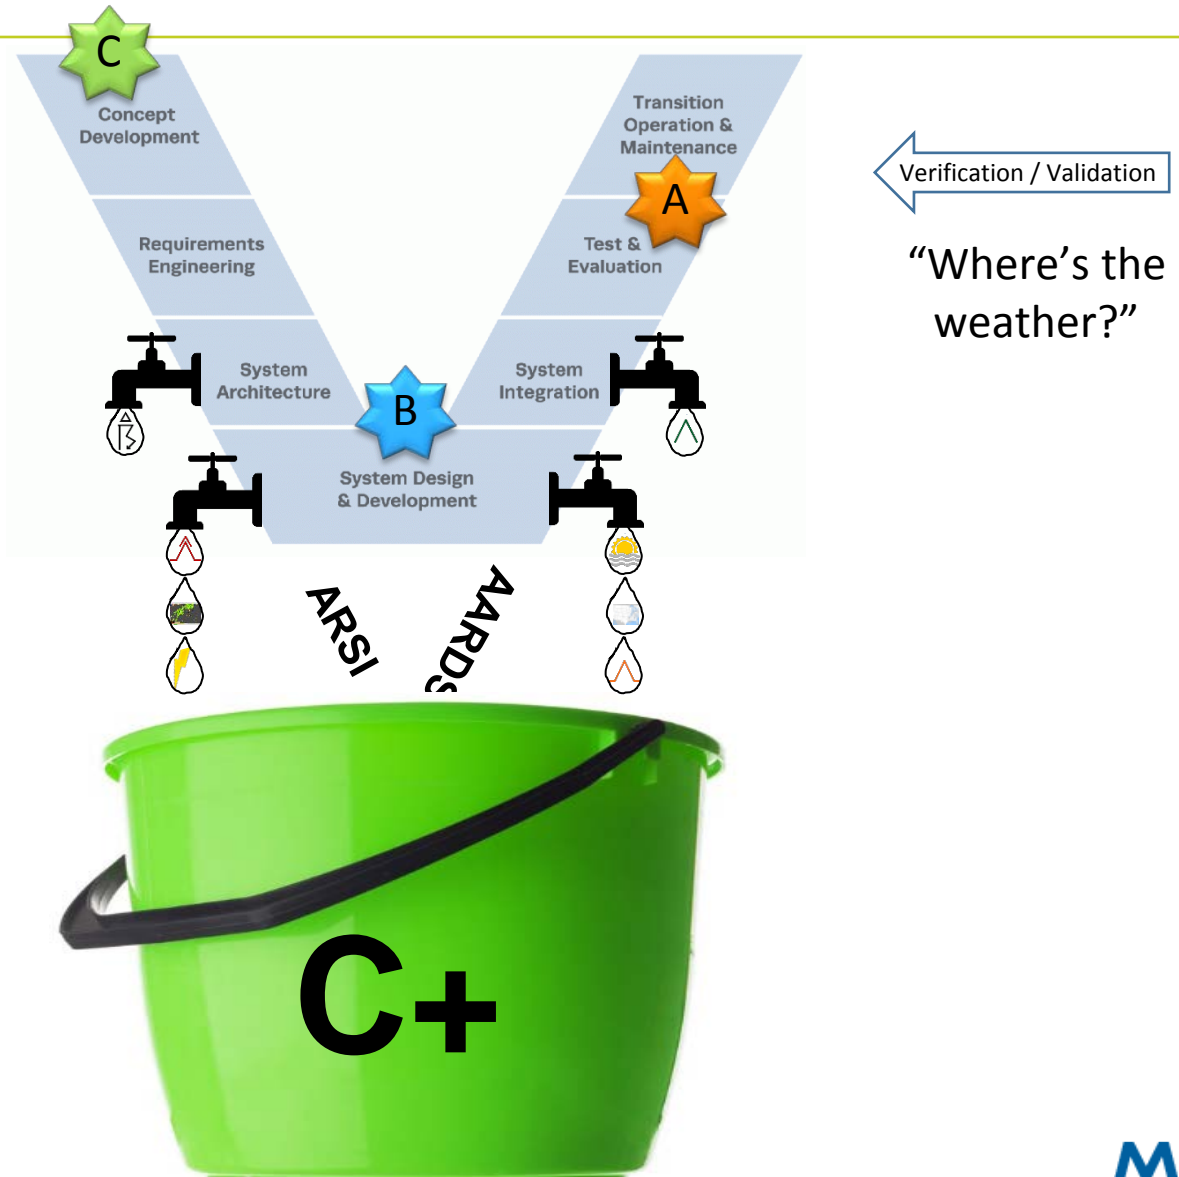 C
Concept
Development
Requirements
Engineering
System
Architecture
B
System Design
& Development
System
Integration
Test &
Evaluation
A
Transition
Operation &
Maintenance
Verification / Validation
“Where’s the
weather?”
ARSI
AARDS
C+
M